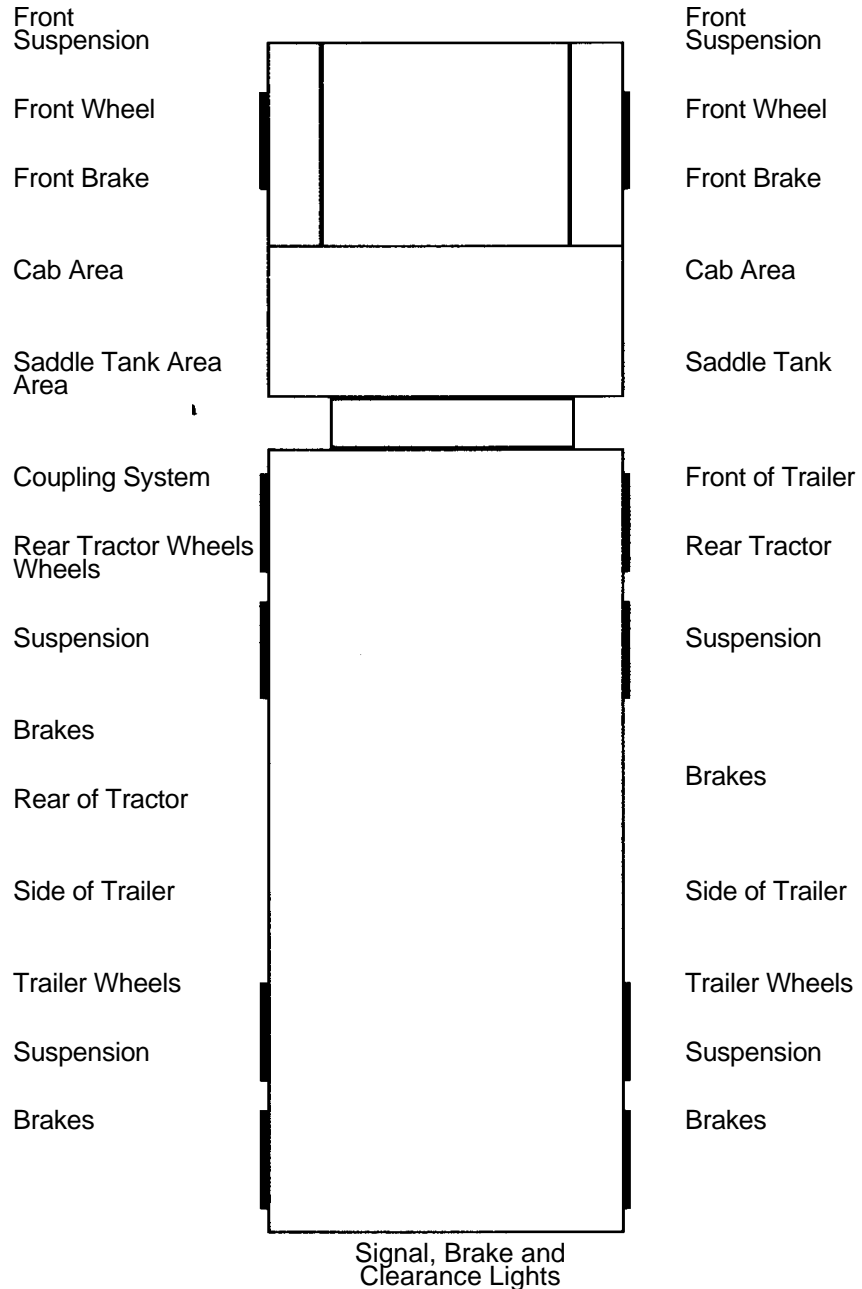 Front
Suspension
Front Wheel
Front Brake
Cab Area
Saddle Tank Area
Area
Coupling System
Rear Tractor Wheels
Wheels
Suspension
Brakes
Rear of Tractor
Side of Trailer
Trailer Wheels
Suspension
Brakes
Front
Suspension
Front Wheel
Front Brake
Cab Area
Saddle Tank
Front of Trailer
Rear Tractor
Suspension
Brakes
Side of Trailer
Trailer Wheels
Suspension
Brakes
Signal, Brake and
Clearance Lights